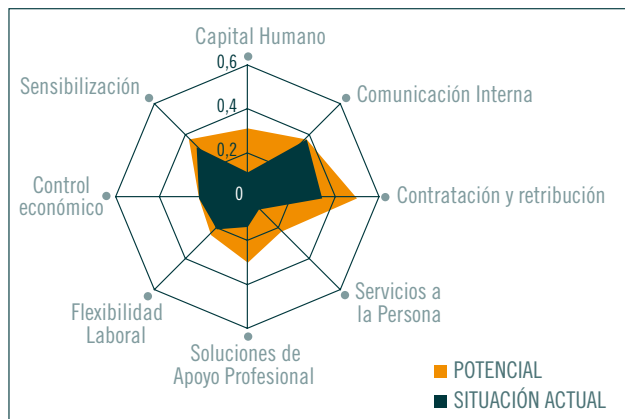 Capital Humano
0,6
Sensibilización
0,4
Comunicación Interna
0,2
Control
económico
0
Contratación y retribución
Servicios a
la Persona
Flexibilidad
Laboral
Soluciones de
Apoyo Profesional
POTENCIAL
SITUACIÓN ACTUAL